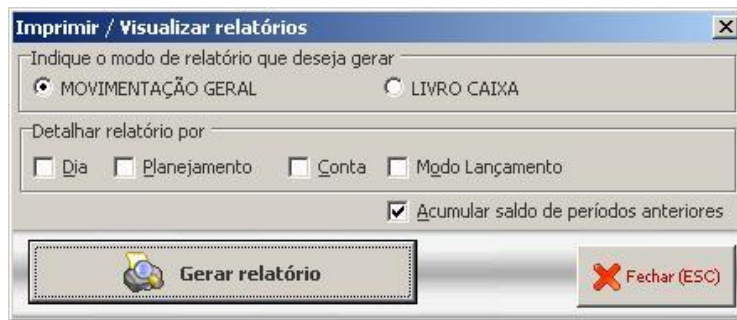 Imprimir / Visualizar relatórios
Indique o modo de relatório que deseja gerar
MOVIMENTAÇÃO GERAL LIVRO CAIXA
Detalhar relatório por
Dia Planejamento Conta Modo Lançamento
Acumular saldo de períodos anteriores
Gerar relatório Fechar (ESC)